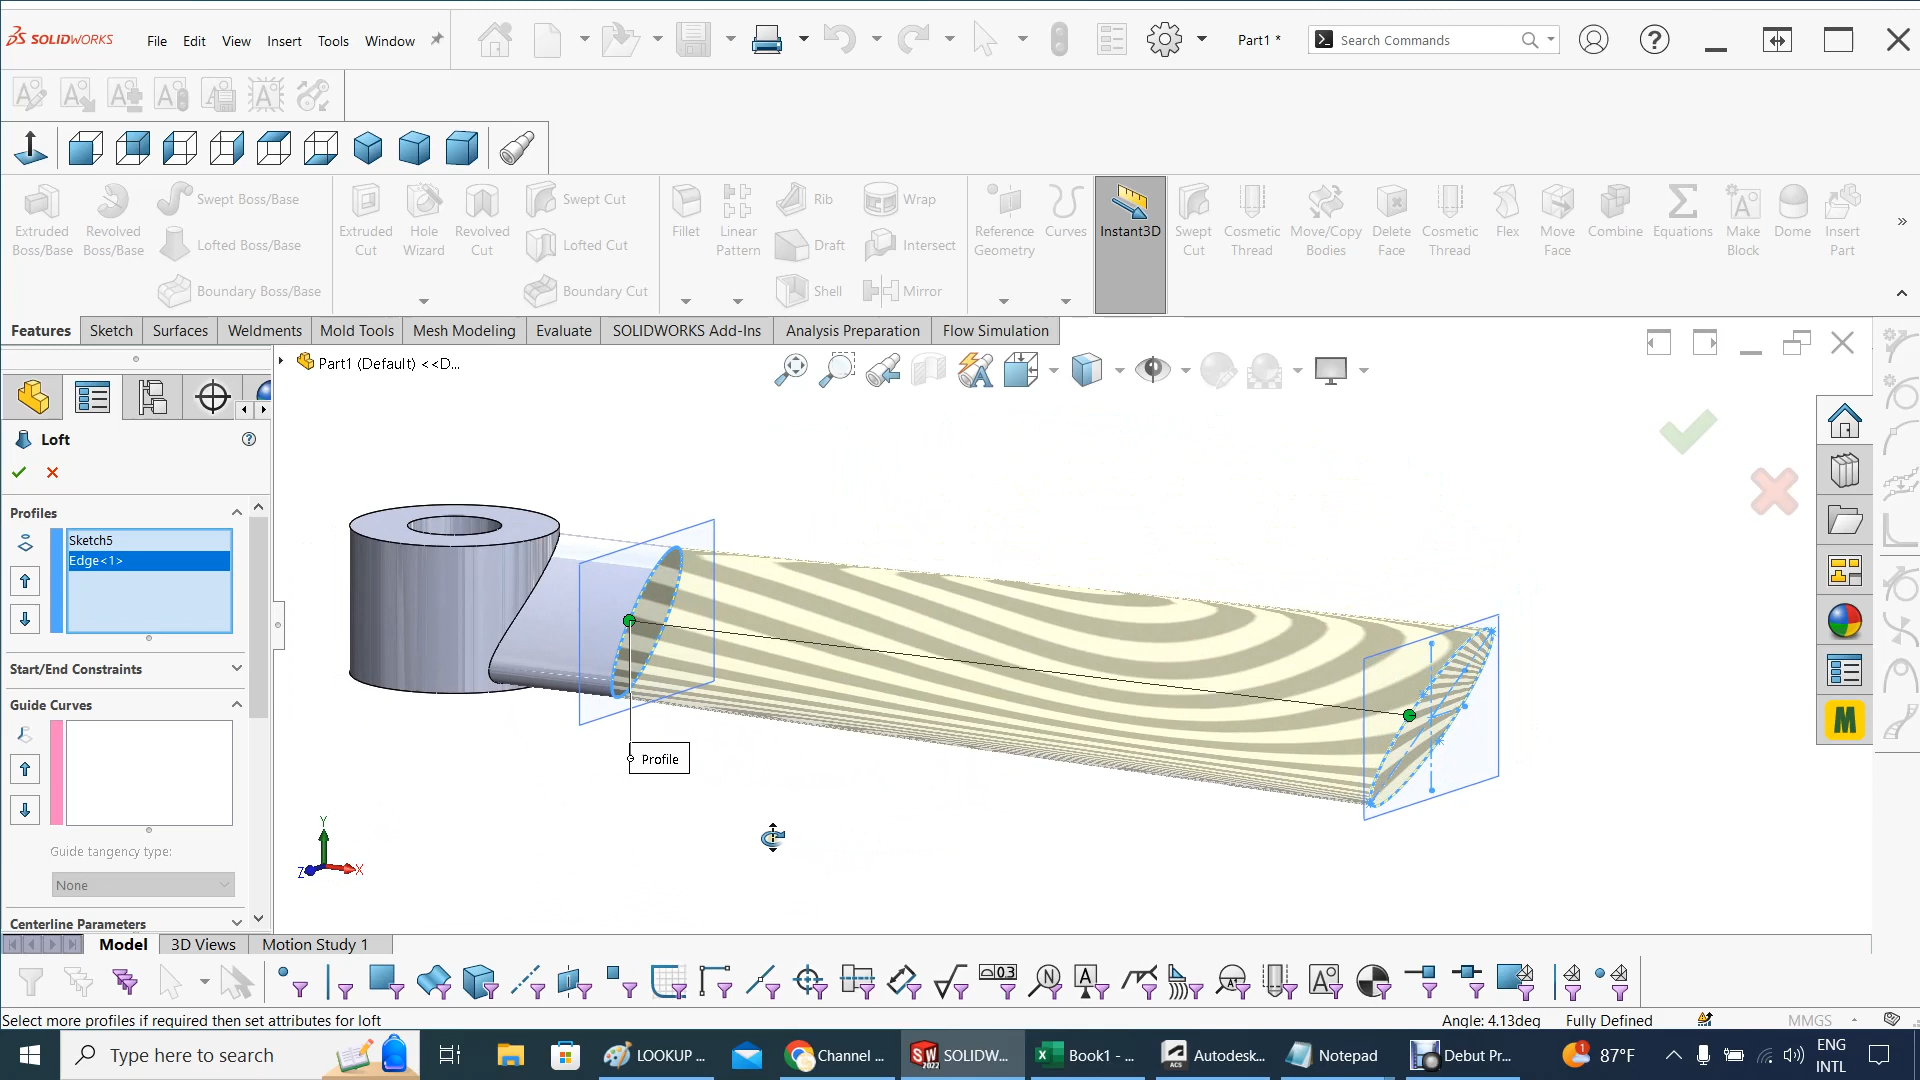 SOLIDWORKS
File Edit View Insert Tools Window
Part1 *
Search Commands
Extruded Boss/Base
Revolved Boss/Base
Swept Boss/Base
Lofted Boss/Base
Boundary Boss/Base
Extruded Cut
Hole Wizard
Revolved Cut
Swept Cut
Lofted Cut
Boundary Cut
Fillet
Linear Pattern
Rib
Draft
Shell
Wrap
Intersect
Mirror
Reference Geometry
Curves
Instant3D
Swept Cut
Cosmetic Thread
Move/Copy Bodies
Delete Face
Cosmetic Thread
Flex
Move Face
Combine
Equations
Make Block
Dome
Insert Part
Features Sketch Surfaces Weldments Mold Tools Mesh Modeling Evaluate SOLIDWORKS Add-Ins Analysis Preparation Flow Simulation
Part1 (Default) <<D...
Loft
Profiles
Sketch5
Edge<1>
Start/End Constraints
Guide Curves
Guide tangency type:
None
Centerline Parameters
Profile
Y
Z
X
M
Model 3D Views Motion Study 1
Select more profiles if required then set attributes for loft
Angle: 4.13deg Fully Defined MMGS
Type here to search
LOOKUP ...
Channel ...
SOLIDW...
Book1 - ...
Autodesk...
Notepad
Debut Pr...
1
87°F
ENG
INTL